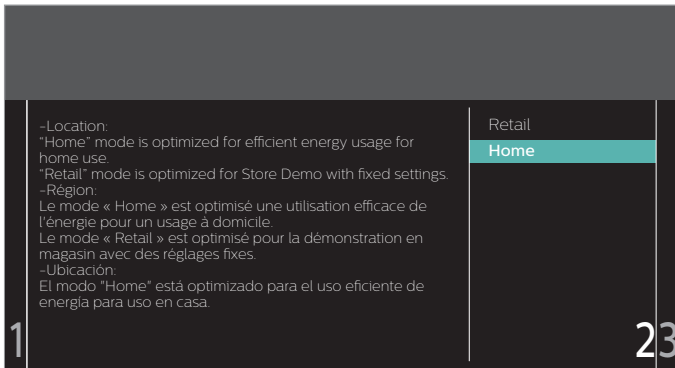 -Location:
"Home" mode is optimized for efficient energy usage for
home use.
"Retail" mode is optimized for Store Demo with fixed settings.
-Région:
Le mode « Home » est optimisé une utilisation efficace de
l'énergie pour un usage à domicile.
Le mode « Retail » est optimisé pour la démonstration en
magasin avec des réglages fixes.
-Ubicación:
El modo "Home" está optimizado para el uso eficiente de
energía para uso en casa.
Retail
Home
1
2
3